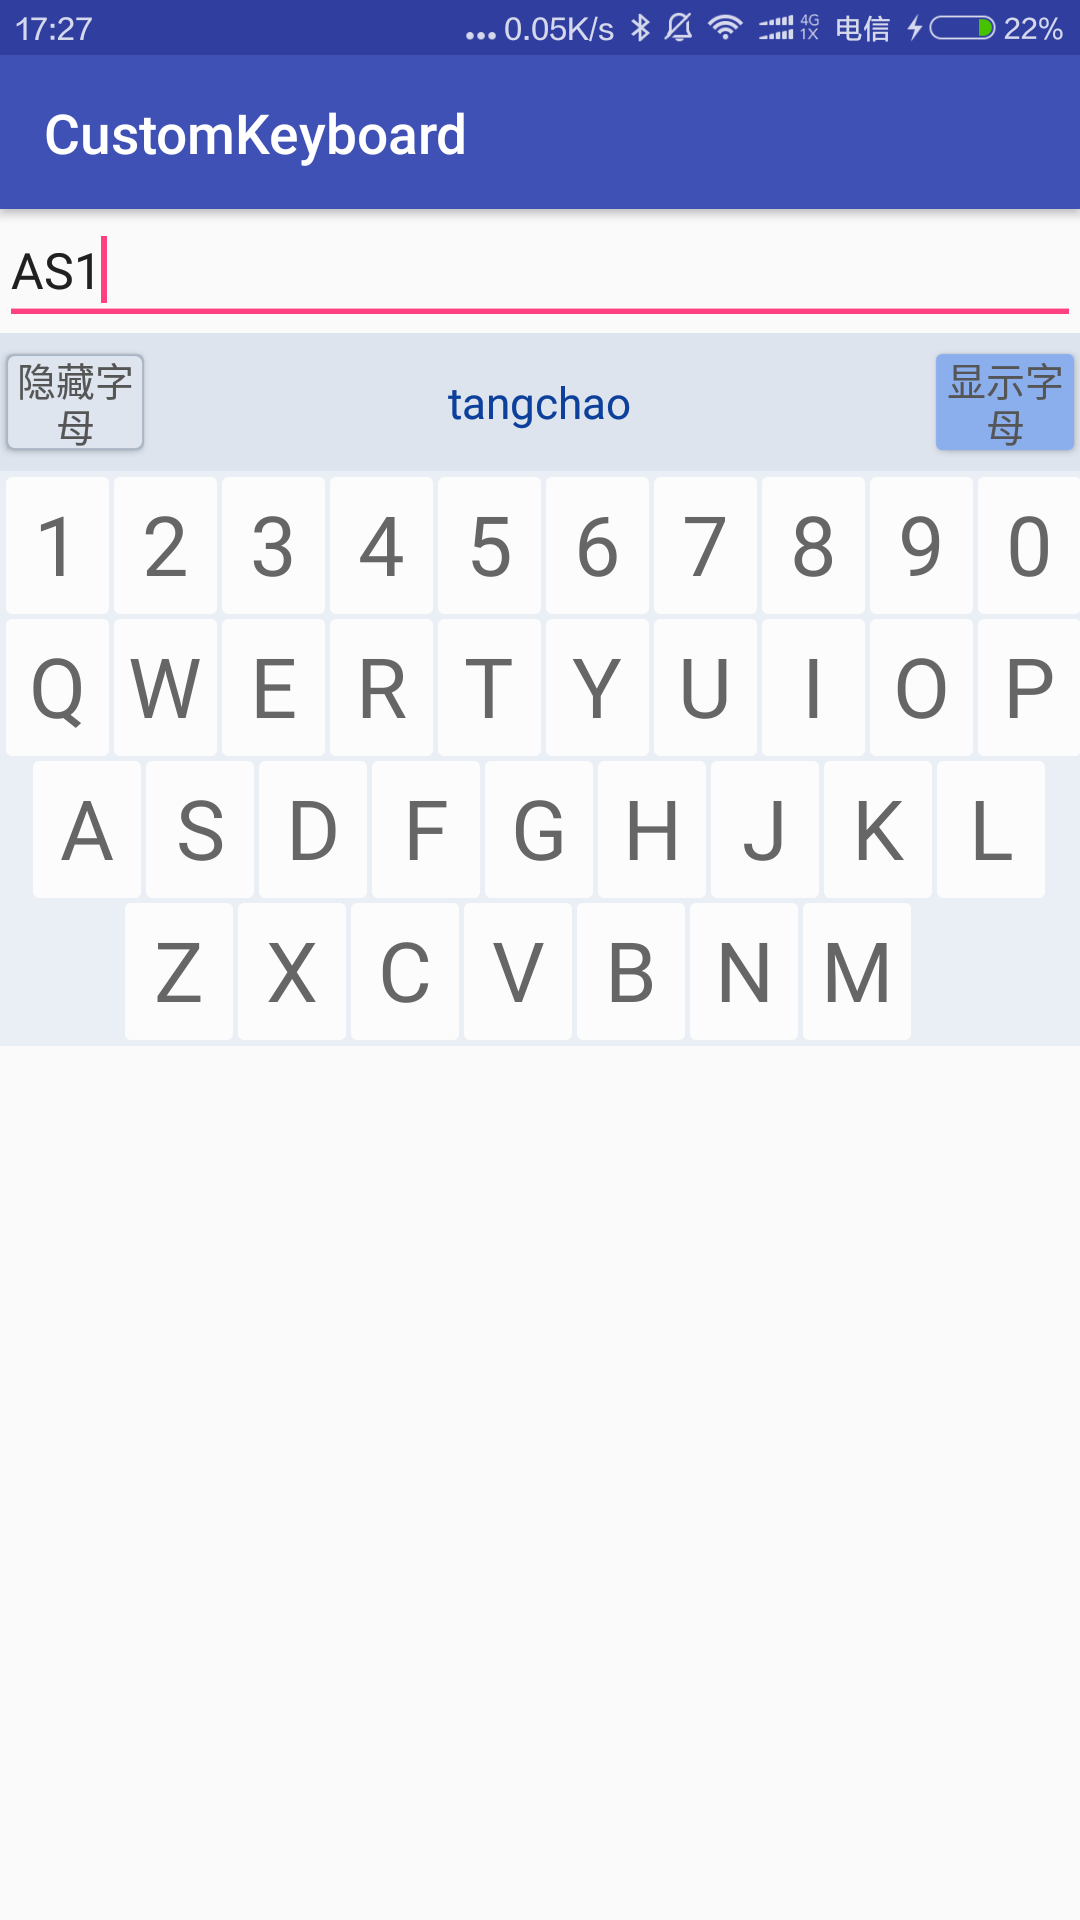 17:27 ... 0.05K/s 4G 1X 电信 22%
CustomKeyboard
AS1
隐藏字
母
tangchao
显示字
母
1 2 3 4 5 6 7 8 9 0
Q W E R T Y U I O P
A S D F G H J K L
Z X C V B N M